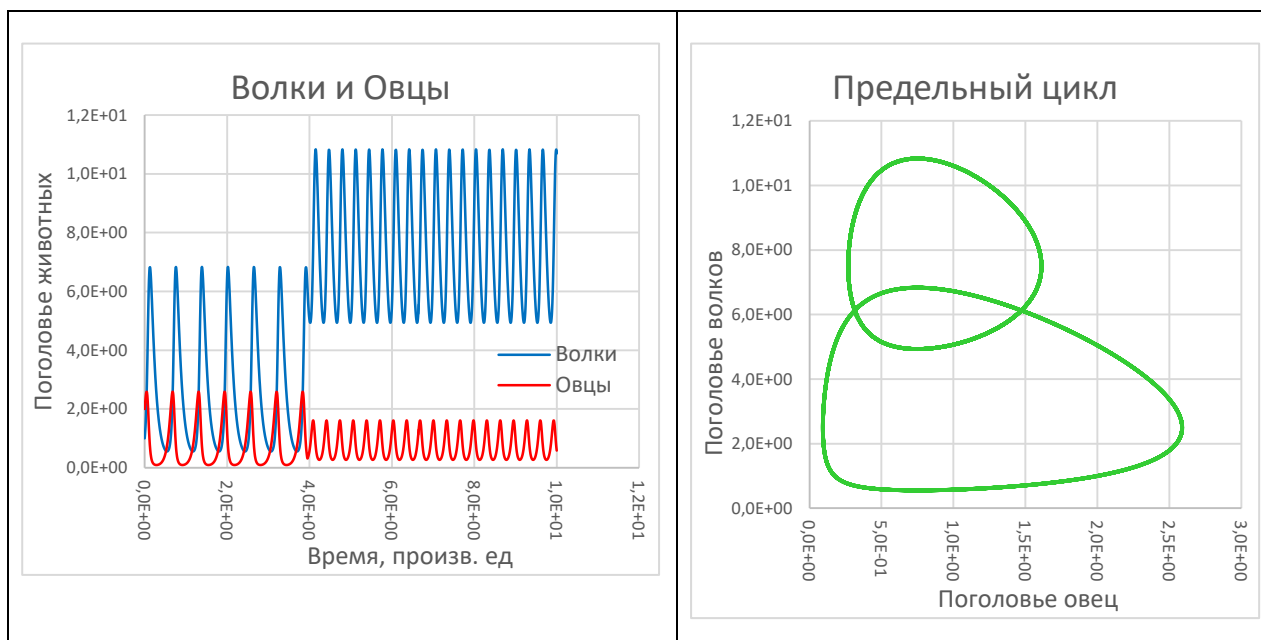 Волки и Овцы
1,2E+01
1,0E+01
8,0E+00
6,0E+00
4,0E+00
2,0E+00
0,0E+00
Поголовье животных
Волки
Овцы
0,0E+00
2,0E+00
4,0E+00
6,0E+00
8,0E+00
1,0E+01
1,2E+01
Время, произв. ед
Предельный цикл
1,2E+01
1,0E+01
8,0E+00
6,0E+00
4,0E+00
2,0E+00
0,0E+00
Поголовье волков
0,0E+00
5,0E-01
1,0E+00
1,5E+00
2,0E+00
2,5E+00
3,0E+00
Поголовье овец